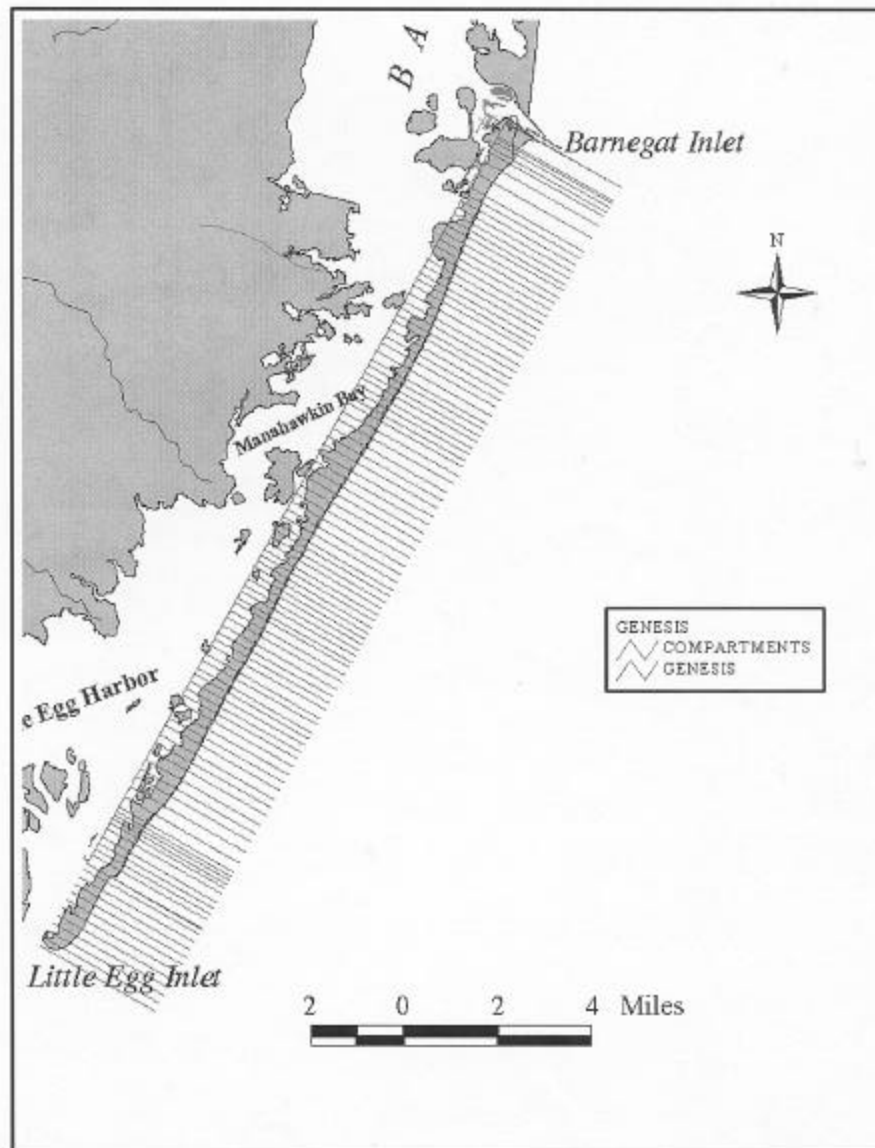 B A
Barnegat Inlet
N
Manahawkin Bay
GENESIS
COMPARTMENTS
GENESIS
e Egg Harbor
Little Egg Inlet
2 0 2 4 Miles